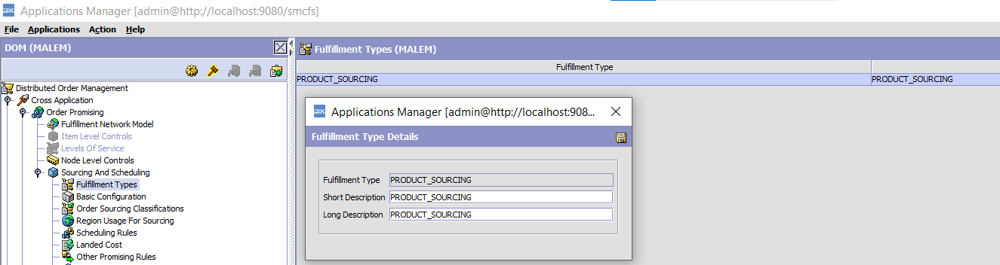 IBM Applications Manager [admin@http://localhost:9080/smcfs]
File Applications Action Help
DOM (MALEM)
Distributed Order Management
Cross Application
Order Promising
Fulfillment Network Model
Item Level Controls
Levels Of Service
Node Level Controls
Sourcing And Scheduling
Fulfillment Types
Basic Configuration
Order Sourcing Classifications
Region Usage For Sourcing
Scheduling Rules
Landed Cost
Other Promising Rules
Fulfillment Types (MALEM)
Fulfillment Type
PRODUCT_SOURCING PRODUCT_SOURCING
IBM Applications Manager [admin@http://localhost:908...
Fulfillment Type Details
Fulfillment Type PRODUCT_SOURCING
Short Description PRODUCT_SOURCING
Long Description PRODUCT_SOURCING